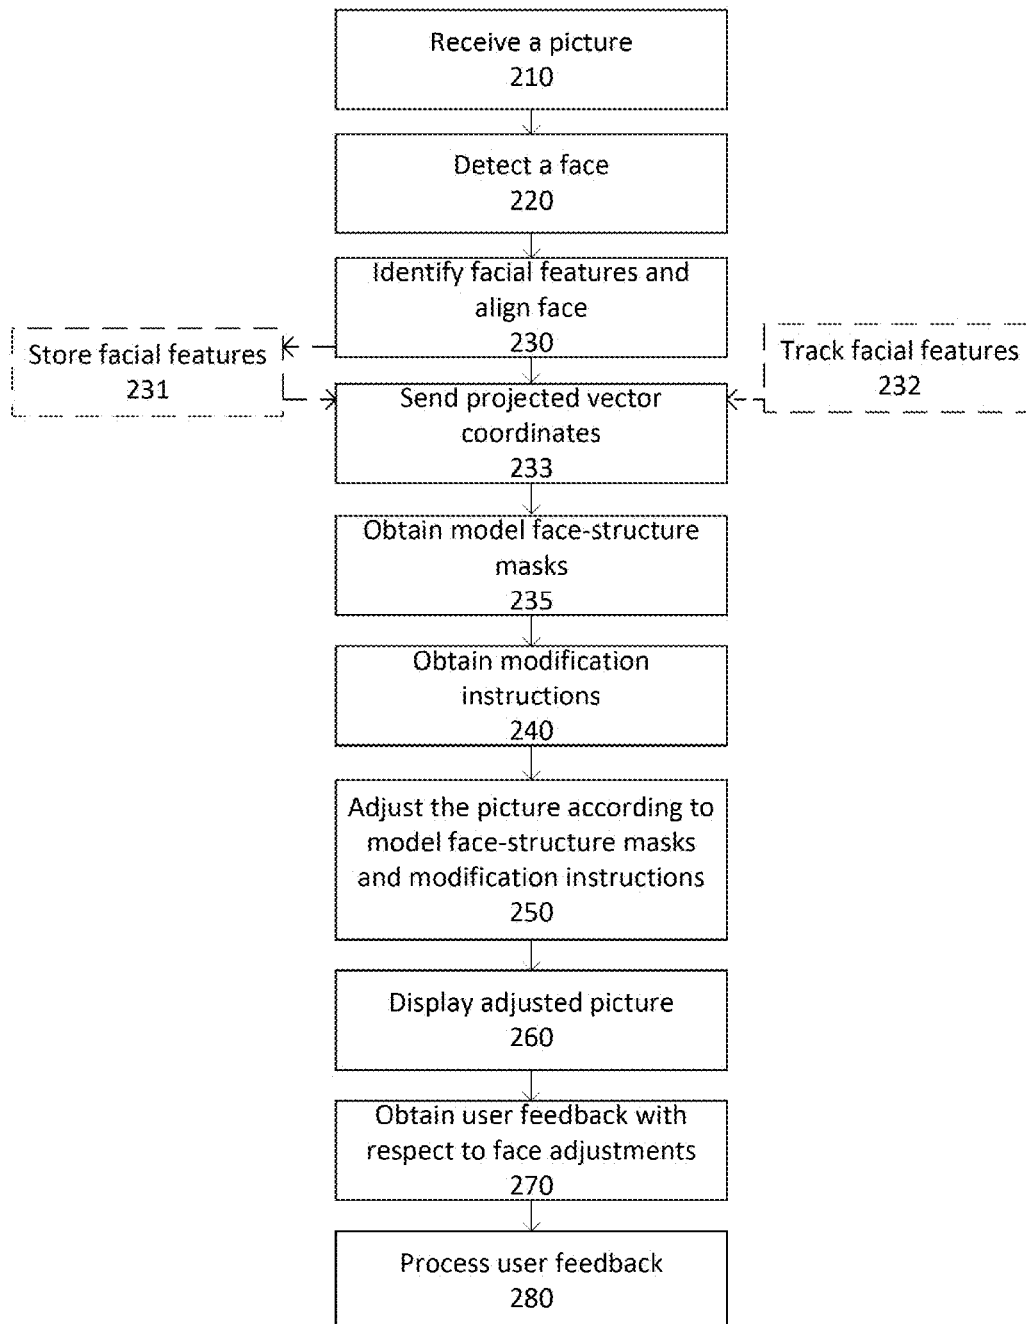 Receive a picture
210
Detect a face
220
Identify facial features and
align face
230
Store facial features
231
Track facial features
232
Send projected vector
coordinates
233
Obtain model face-structure
masks
235
Obtain modification
instructions
240
Adjust the picture according to
model face-structure masks
and modification instructions
250
Display adjusted picture
260
Obtain user feedback with
respect to face adjustments
270
Process user feedback
280